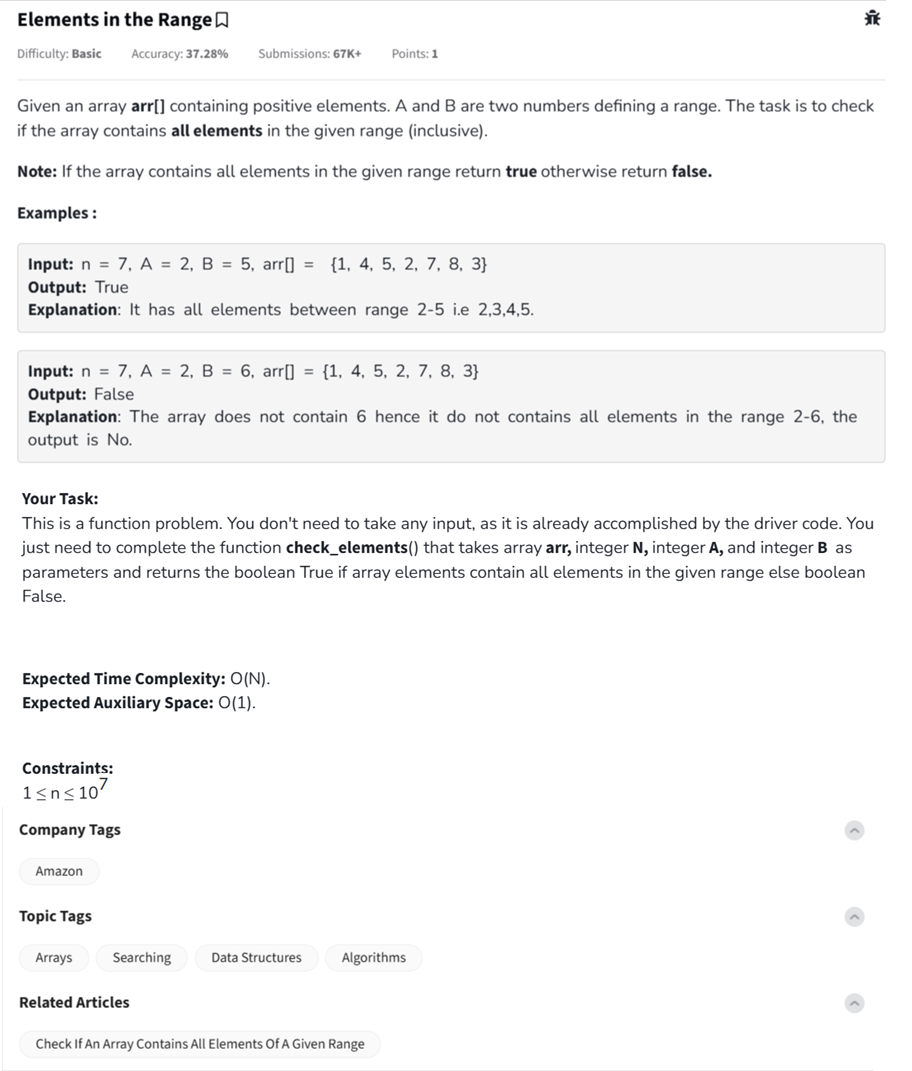 Elements in the Range
Difficulty: Basic Accuracy: 37.28% Submissions: 67K+ Points: 1
Given an array arr[] containing positive elements. A and B are two numbers defining a range. The task is to check
if the array contains all elements in the given range (inclusive).
Note: If the array contains all elements in the given range return true otherwise return false.
Examples :
Input: n = 7, A = 2, B = 5, arr[] = {1, 4, 5, 2, 7, 8, 3}
Output: True
Explanation: It has all elements between range 2-5 i.e 2,3,4,5.
Input: n = 7, A = 2, B = 6, arr[] = {1, 4, 5, 2, 7, 8, 3}
Output: False
Explanation: The array does not contain 6 hence it do not contains all elements in the range 2-6, the
output is No.
Your Task:
This is a function problem. You don't need to take any input, as it is already accomplished by the driver code. You
just need to complete the function check_elements() that takes array arr, integer N, integer A, and integer B as
parameters and returns the boolean True if array elements contain all elements in the given range else boolean
False.
Expected Time Complexity: O(N).
Expected Auxiliary Space: O(1).
Constraints:
1 ≤ n ≤ 10^7
Company Tags
Amazon
Topic Tags
Arrays Searching Data Structures Algorithms
Related Articles
Check If An Array Contains All Elements Of A Given Range